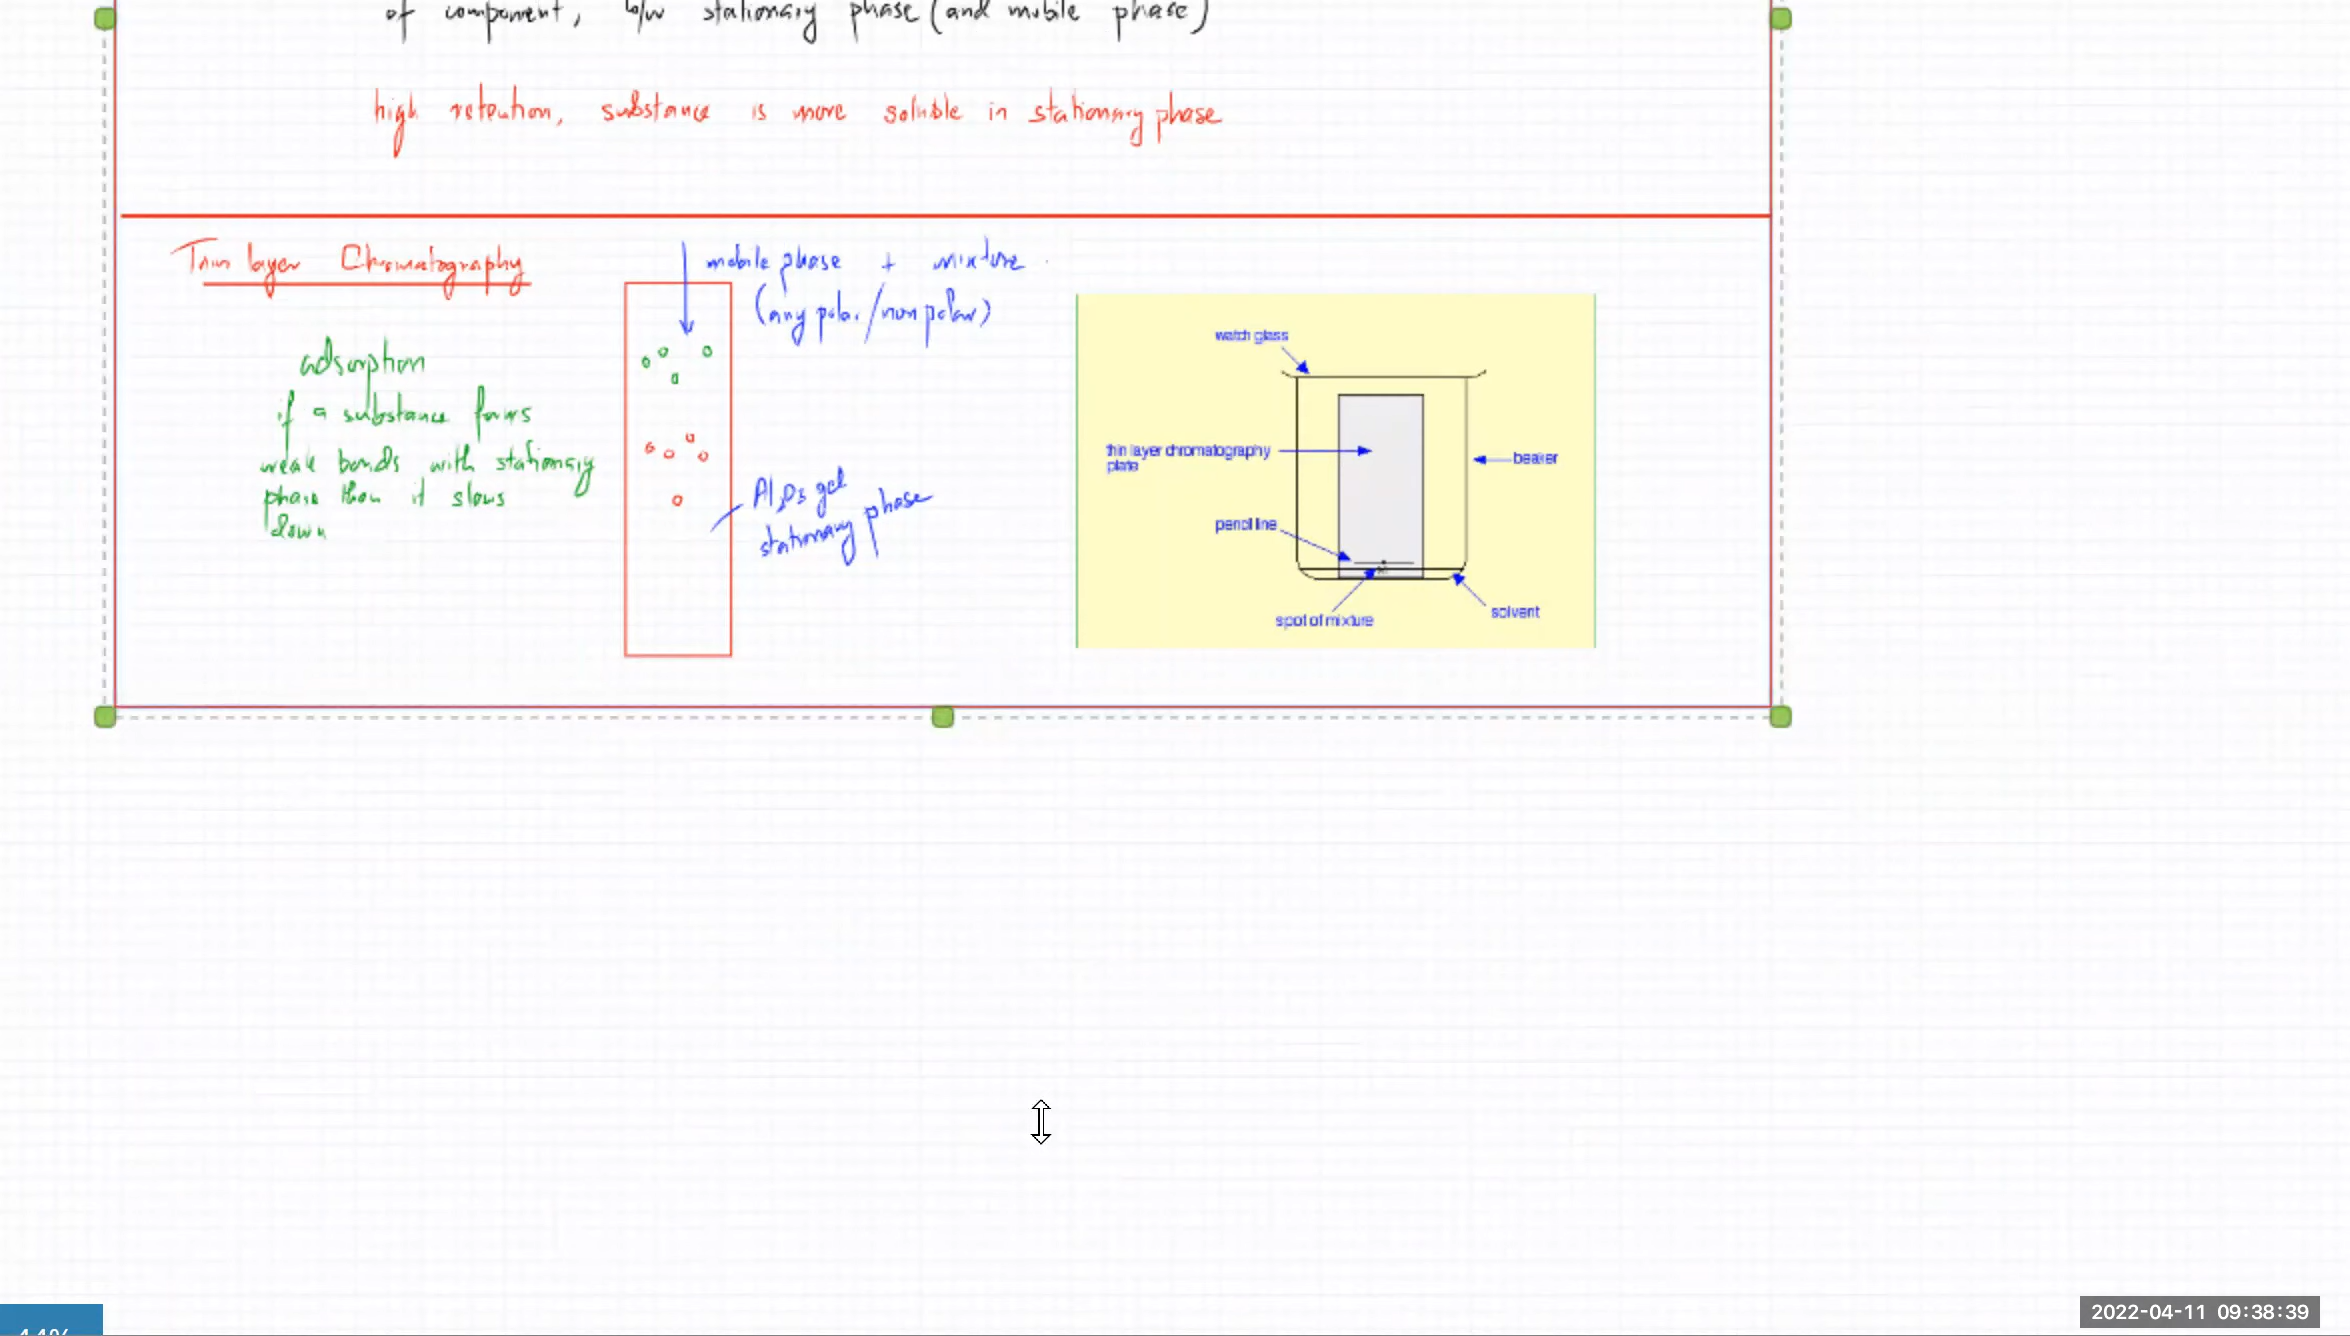 of component, b/w stationary phase (and mobile phase)
high retention, substance is more soluble in stationary phase
Thin layer Chromatography
mobile phase + mixture
(any polar/non polar)
adsorption
if a substance forms
weak bonds with stationary
phase then it slows
down
Al2O3 gel
stationary phase
watch glass
thin layer chromatography
plate
beaker
pencil line
spot of mixture
solvent
44%
2022-04-11 09:38:39